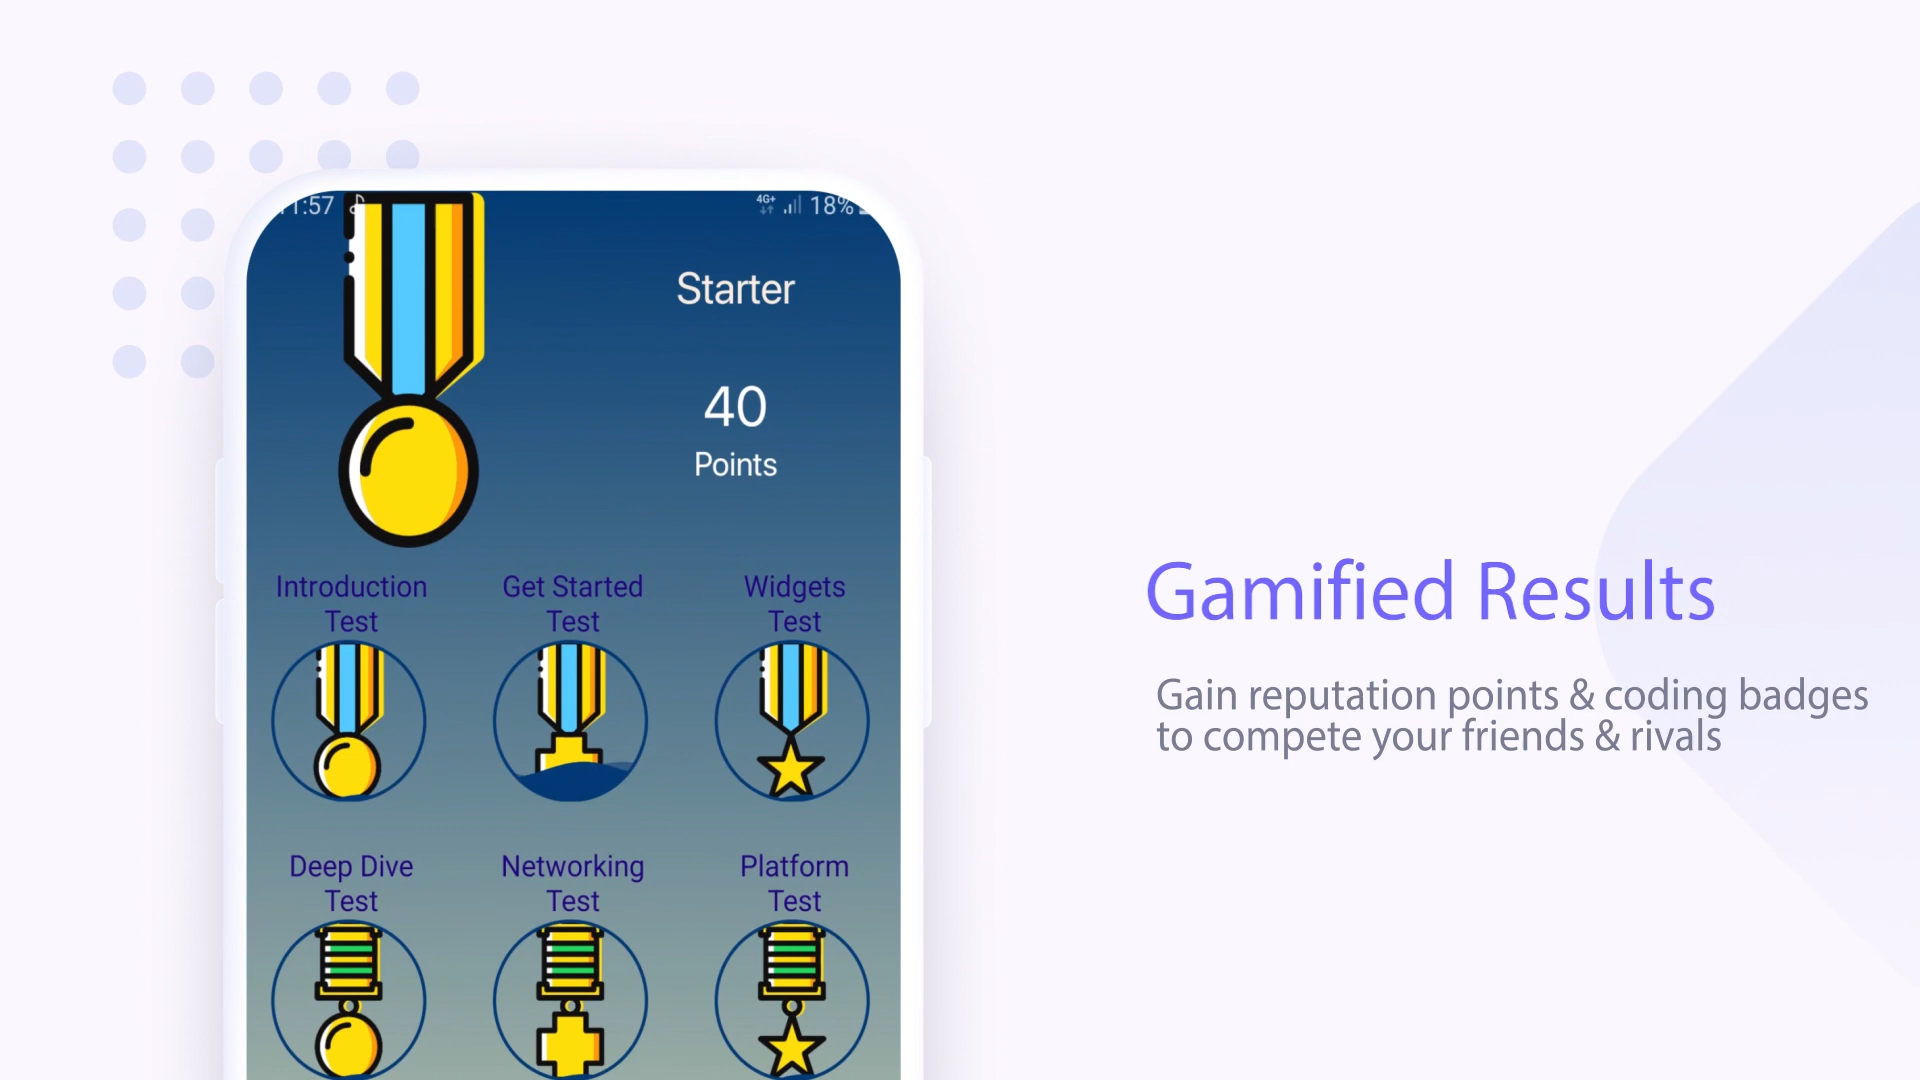 1:57
4G+
18%
Starter
40
Points
Introduction
Test
Get Started
Test
Widgets
Test
Deep Dive
Test
Networking
Test
Platform
Test
Gamified Results
Gain reputation points & coding badges
to compete your friends & rivals